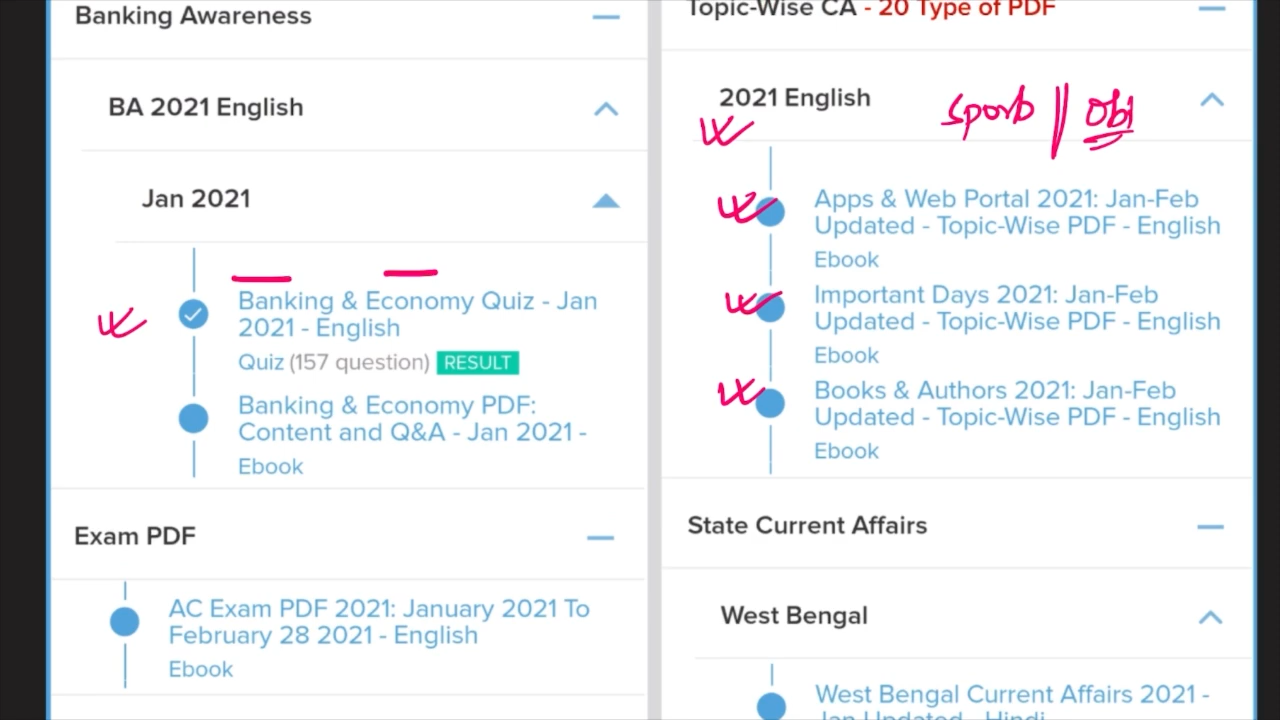 Banking Awareness
BA 2021 English
Jan 2021
Banking & Economy Quiz - Jan
2021 - English
Quiz (157 question) RESULT
Banking & Economy PDF:
Content and Q&A - Jan 2021 -
Ebook
Exam PDF
AC Exam PDF 2021: January 2021 To
February 28 2021 - English
Ebook
Topic-Wise CA - 20 Type of PDF
2021 English
Apps & Web Portal 2021: Jan-Feb
Updated - Topic-Wise PDF - English
Ebook
Important Days 2021: Jan-Feb
Updated - Topic-Wise PDF - English
Ebook
Books & Authors 2021: Jan-Feb
Updated - Topic-Wise PDF - English
Ebook
State Current Affairs
West Bengal
West Bengal Current Affairs 2021 -
Jan Updated - Hindi